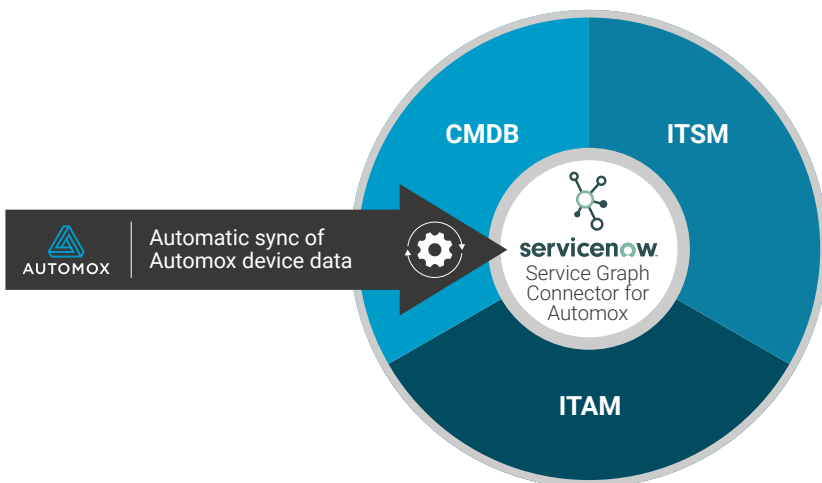 CMDB
ITSM
AUTOMOX
Automatic sync of
Automox device data
servicenow.
Service Graph
Connector for
Automox
ITAM